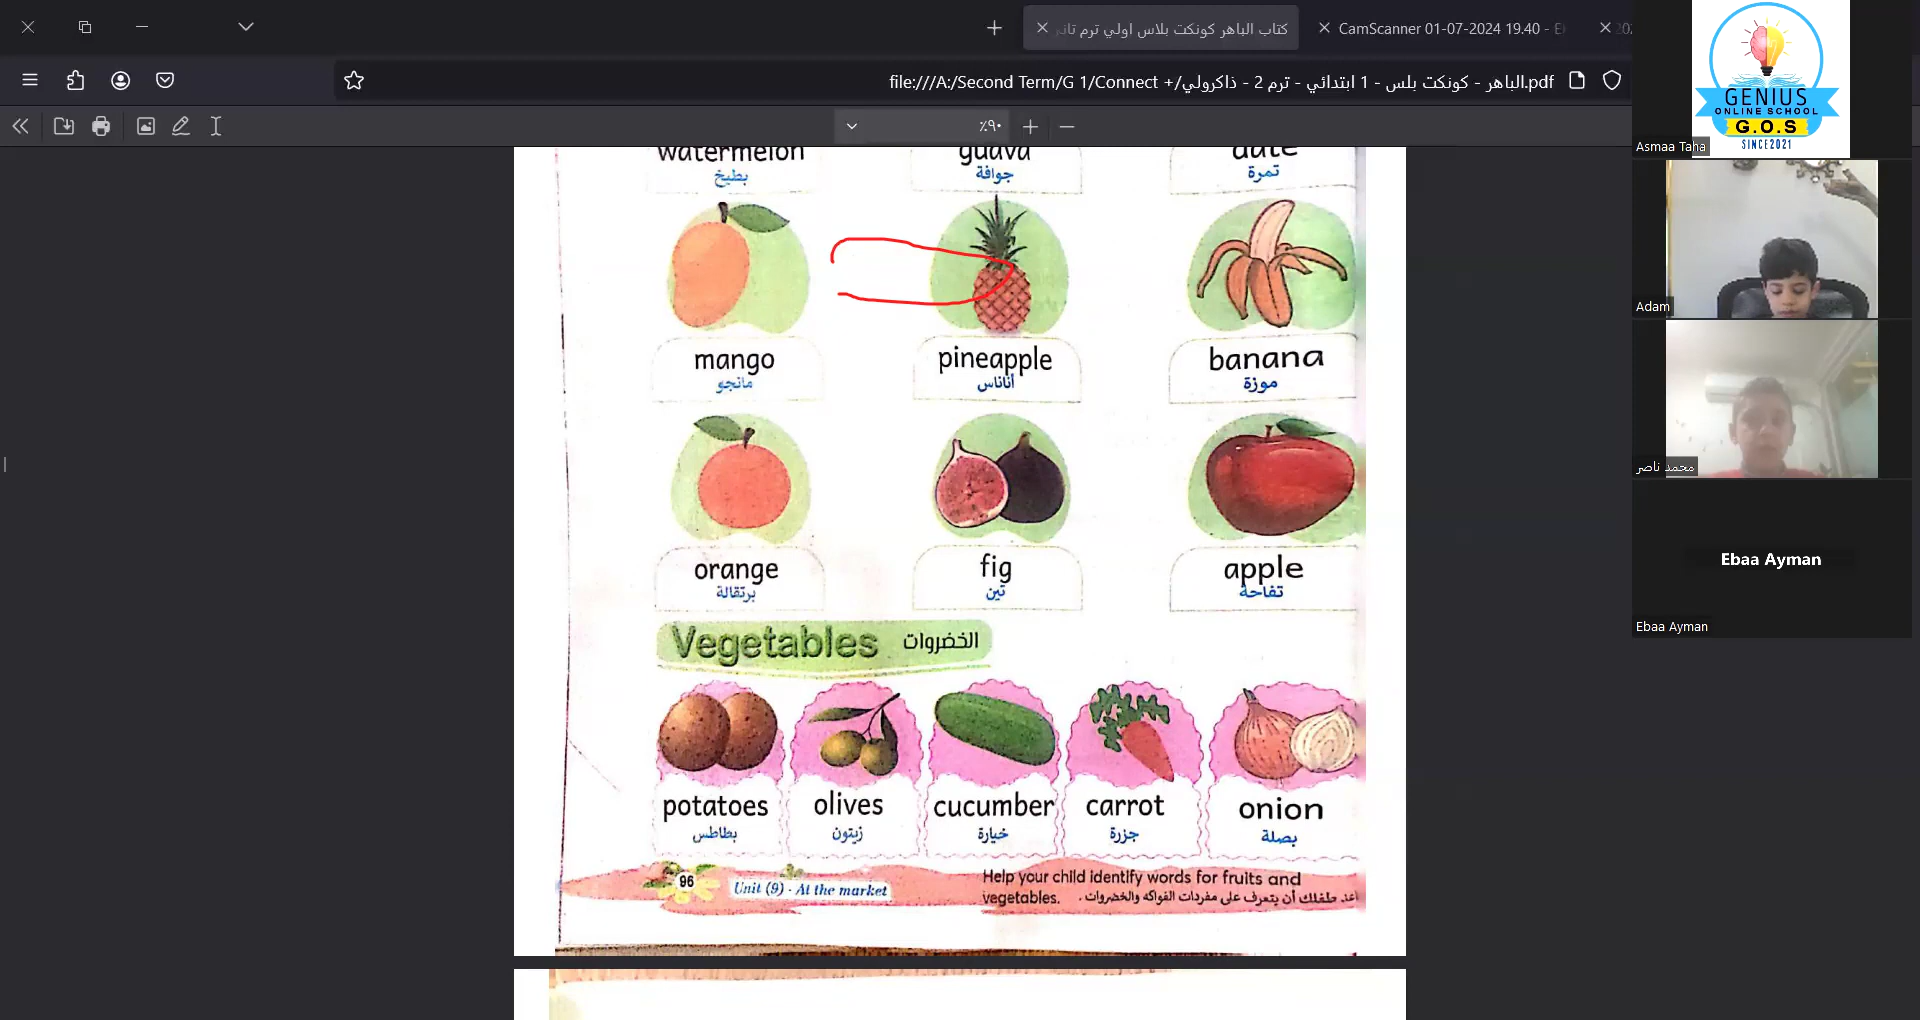 كتاب الباهر كونكت بلاس اولي ترم تاني
CamScanner 01-07-2024 19.40 -
file:///A:/Second Term/G 1/Connect +/الباهر - كونكت بلس - 1 ابتدائي - ترم 2 - ذاكرولي.pdf
٪٩٠
watermelon guava date
بطيخ جوافة تمرة
mango pineapple banana
مانجو أناناس موزة
orange fig apple
برتقالة تين تفاحة
Vegetables الخضروات
potatoes olives cucumber carrot onion
بطاطس زيتون خيارة جزرة بصلة
96 Unit (9) - At the market
Help your child identify words for fruits and
vegetables. طفلك أن يتعرف على مفردات الفواكه والخضروات .
GENIUS
ONLINE SCHOOL
G.O.S
SINCE2021
Asmaa Taha
Adam
محمد ناصر
Ebaa Ayman
Ebaa Ayman